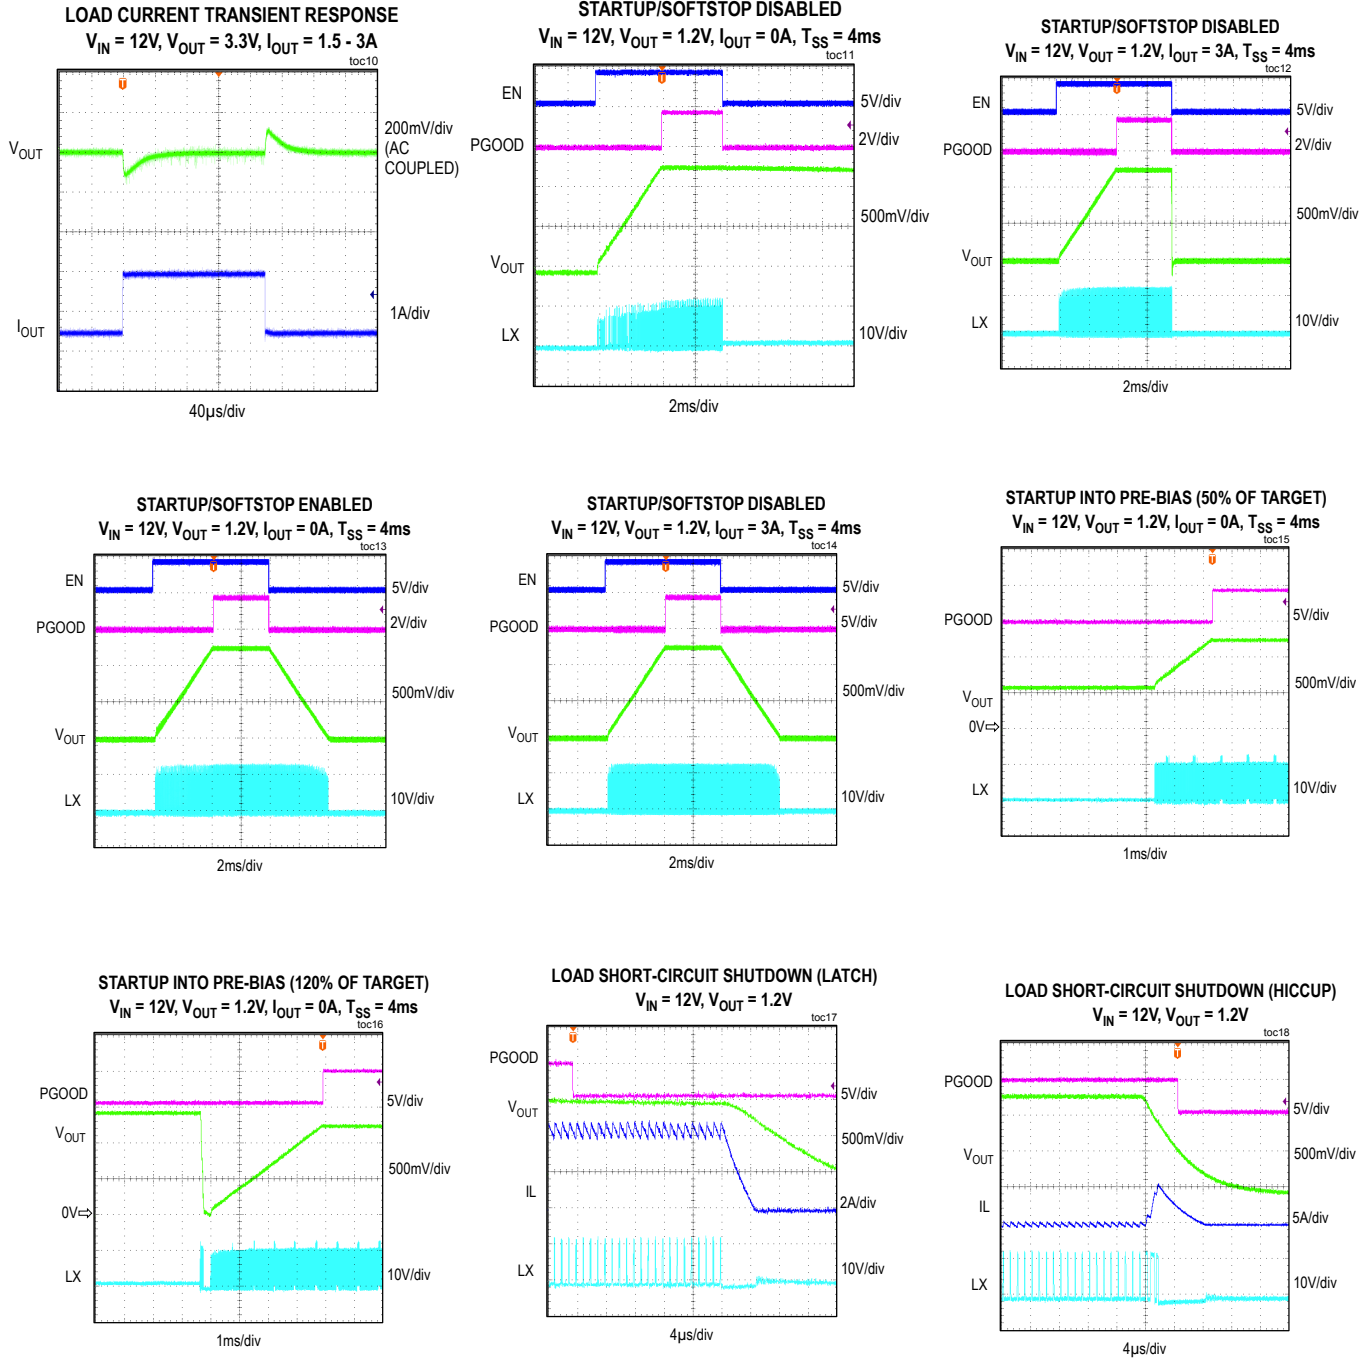 LOAD CURRENT TRANSIENT RESPONSE
VIN = 12V, VOUT = 3.3V, IOUT = 1.5 - 3A
toc10
T
VOUT
200mV/div
(AC
COUPLED)
IOUT
1A/div
40µs/div
STARTUP/SOFTSTOP DISABLED
VIN = 12V, VOUT = 1.2V, IOUT = 0A, TSS = 4ms
toc11
T
EN
5V/div
PGOOD
2V/div
500mV/div
VOUT
LX
10V/div
2ms/div
STARTUP/SOFTSTOP DISABLED
VIN = 12V, VOUT = 1.2V, IOUT = 3A, TSS = 4ms
toc12
T
EN
5V/div
PGOOD
2V/div
500mV/div
VOUT
LX
10V/div
2ms/div
STARTUP/SOFTSTOP ENABLED
VIN = 12V, VOUT = 1.2V, IOUT = 0A, TSS = 4ms
toc13
T
EN
5V/div
PGOOD
2V/div
500mV/div
VOUT
LX
10V/div
2ms/div
STARTUP/SOFTSTOP DISABLED
VIN = 12V, VOUT = 1.2V, IOUT = 3A, TSS = 4ms
toc14
T
EN
5V/div
PGOOD
5V/div
500mV/div
VOUT
LX
10V/div
2ms/div
STARTUP INTO PRE-BIAS (50% OF TARGET)
VIN = 12V, VOUT = 1.2V, IOUT = 0A, TSS = 4ms
toc15
T
PGOOD
5V/div
500mV/div
VOUT
0V⇨
LX
10V/div
1ms/div
STARTUP INTO PRE-BIAS (120% OF TARGET)
VIN = 12V, VOUT = 1.2V, IOUT = 0A, TSS = 4ms
toc16
T
PGOOD
5V/div
VOUT
500mV/div
0V⇨
LX
10V/div
1ms/div
LOAD SHORT-CIRCUIT SHUTDOWN (LATCH)
VIN = 12V, VOUT = 1.2V
toc17
T
PGOOD
5V/div
VOUT
500mV/div
IL
2A/div
LX
10V/div
4µs/div
LOAD SHORT-CIRCUIT SHUTDOWN (HICCUP)
VIN = 12V, VOUT = 1.2V
toc18
T
PGOOD
5V/div
VOUT
500mV/div
IL
5A/div
LX
10V/div
4µs/div